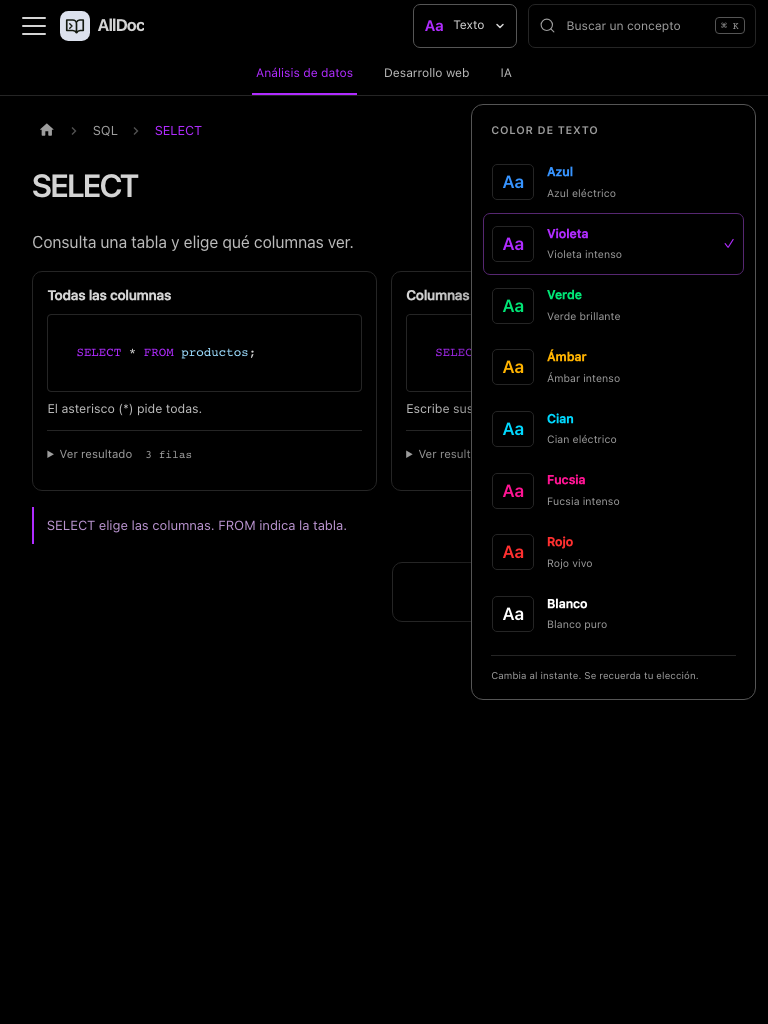 AllDoc
Aa Texto
Buscar un concepto
⌘ K
Análisis de datos
Desarrollo web
IA
SQL
SELECT
SELECT
Consulta una tabla y elige qué columnas ver.
Todas las columnas
SELECT * FROM productos;
El asterisco (*) pide todas.
Ver resultado 3 filas
Columnas
SELEC
Escribe sus
Ver result
SELECT elige las columnas. FROM indica la tabla.
COLOR DE TEXTO
Aa
Azul
Azul eléctrico
Aa
Violeta
Violeta intenso
Aa
Verde
Verde brillante
Aa
Ámbar
Ámbar intenso
Aa
Cian
Cian eléctrico
Aa
Fucsia
Fucsia intenso
Aa
Rojo
Rojo vivo
Aa
Blanco
Blanco puro
Cambia al instante. Se recuerda tu elección.